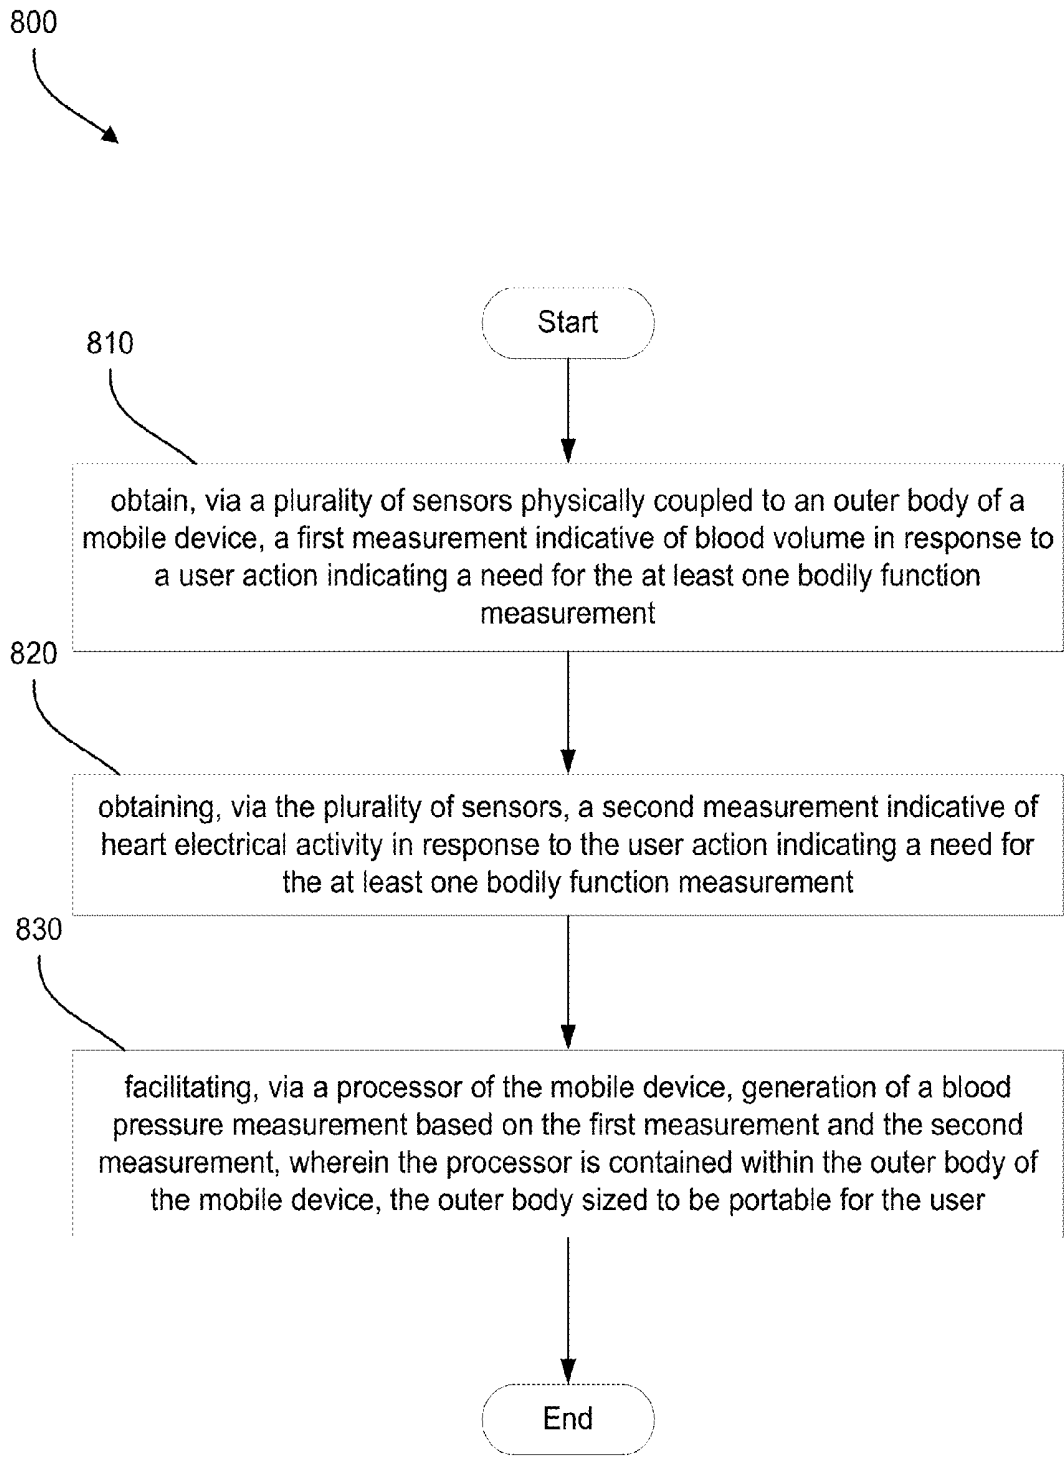 800
Start
810
obtain, via a plurality of sensors physically coupled to an outer body of a
mobile device, a first measurement indicative of blood volume in response to
a user action indicating a need for the at least one bodily function
measurement
820
obtaining, via the plurality of sensors, a second measurement indicative of
heart electrical activity in response to the user action indicating a need for
the at least one bodily function measurement
830
facilitating, via a processor of the mobile device, generation of a blood
pressure measurement based on the first measurement and the second
measurement, wherein the processor is contained within the outer body of
the mobile device, the outer body sized to be portable for the user
End